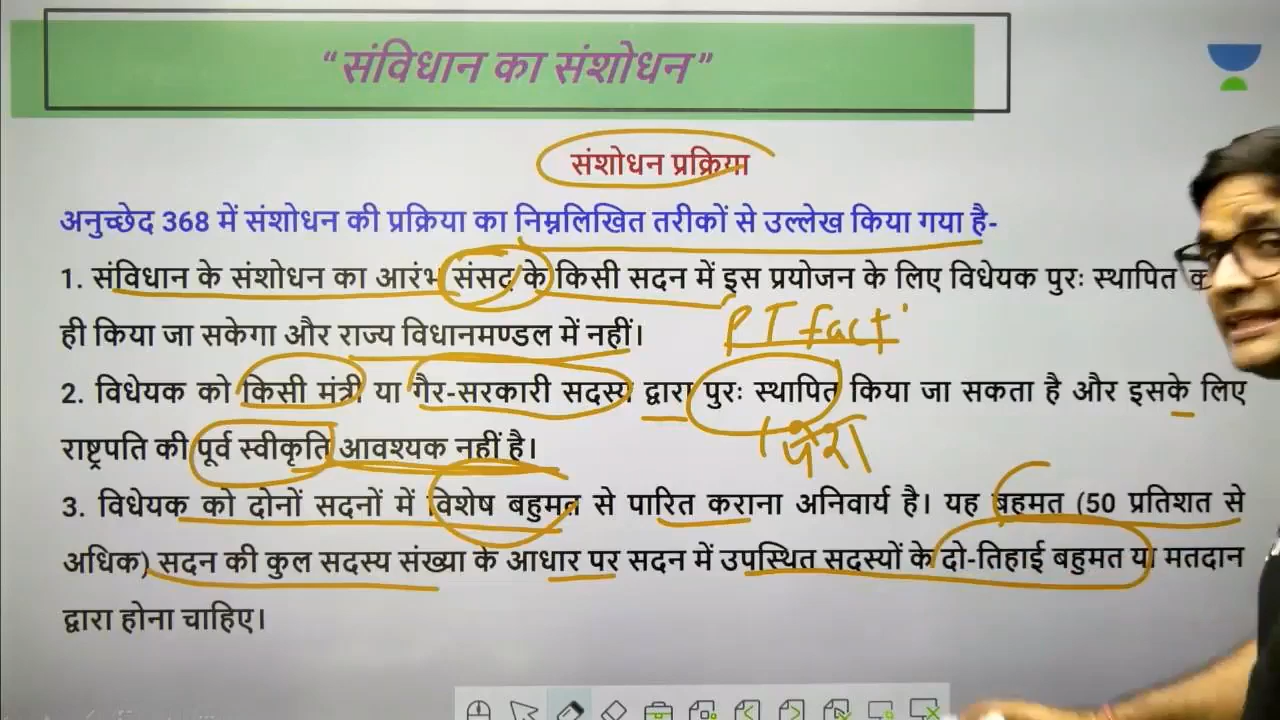 “संविधान का संशोधन”
संशोधन प्रक्रिया
अनुच्छेद 368 में संशोधन की प्रक्रिया का निम्नलिखित तरीकों से उल्लेख किया गया है-
1. संविधान के संशोधन का आरंभ संसद के किसी सदन में इस प्रयोजन के लिए विधेयक पुरः स्थापित
ही किया जा सकेगा और राज्य विधानमण्डल में नहीं।
PT fact
2. विधेयक को किसी मंत्री या गैर-सरकारी सदस्य द्वारा पुरः स्थापित किया जा सकता है और इसके लिए
राष्ट्रपति की पूर्व स्वीकृति आवश्यक नहीं है।
पेश
3. विधेयक को दोनों सदनों में विशेष बहुमत से पारित कराना अनिवार्य है। यह बहमत (50 प्रतिशत से
अधिक) सदन की कुल सदस्य संख्या के आधार पर सदन में उपस्थित सदस्यों के दो-तिहाई बहुमत या मतदान
द्वारा होना चाहिए।